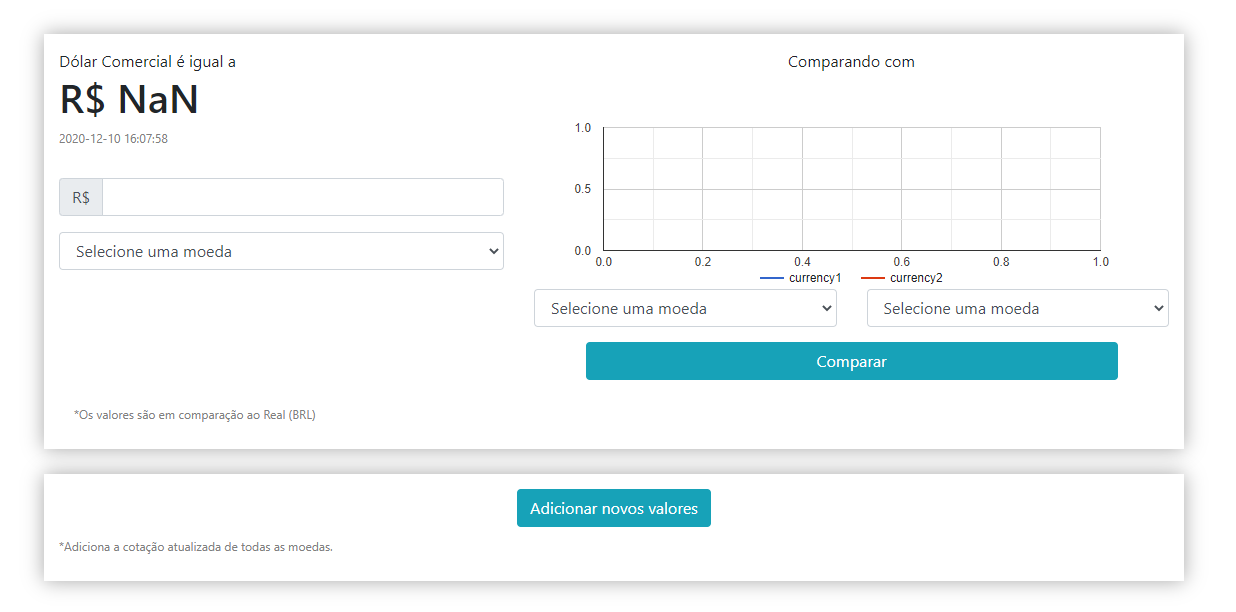 Dólar Comercial é igual a
R$ NaN
2020-12-10 16:07:58
R$
Selecione uma moeda
Comparando com
1.0
0.5
0.0
0.0 0.2 0.4 0.6 0.8 1.0
currency1 currency2
Selecione uma moeda Selecione uma moeda
Comparar
*Os valores são em comparação ao Real (BRL)
Adicionar novos valores
*Adiciona a cotação atualizada de todas as moedas.